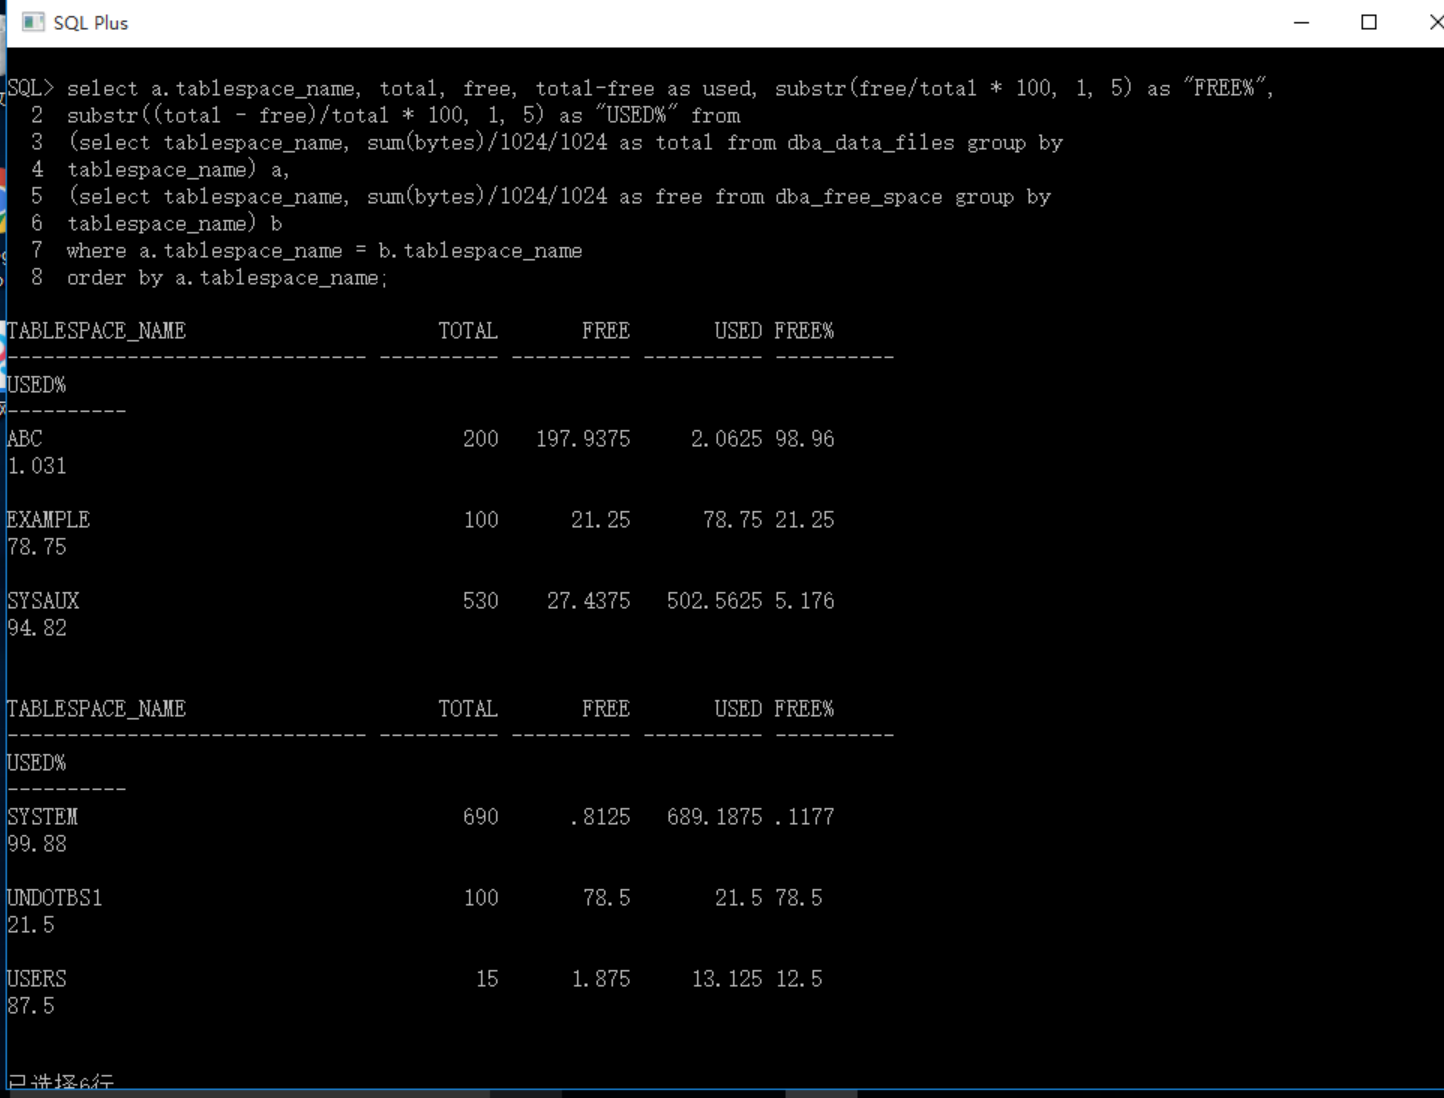 SQL Plus
SQL> select a.tablespace_name, total, free, total-free as used, substr(free/total * 100, 1, 5) as "FREE%",
2 substr((total - free)/total * 100, 1, 5) as "USED%" from
3 (select tablespace_name, sum(bytes)/1024/1024 as total from dba_data_files group by
4 tablespace_name) a,
5 (select tablespace_name, sum(bytes)/1024/1024 as free from dba_free_space group by
6 tablespace_name) b
7 where a.tablespace_name = b.tablespace_name
8 order by a.tablespace_name;
TABLESPACE_NAME TOTAL FREE USED FREE%
------------------------------ ---------- ---------- ---------- ----------
USED%
----------
ABC 200 197.9375 2.0625 98.96
1.031
EXAMPLE 100 21.25 78.75 21.25
78.75
SYSAUX 530 27.4375 502.5625 5.176
94.82
TABLESPACE_NAME TOTAL FREE USED FREE%
------------------------------ ---------- ---------- ---------- ----------
USED%
----------
SYSTEM 690 .8125 689.1875 .1177
99.88
UNDOTBS1 100 78.5 21.5 78.5
21.5
USERS 15 1.875 13.125 12.5
87.5
已选择6行